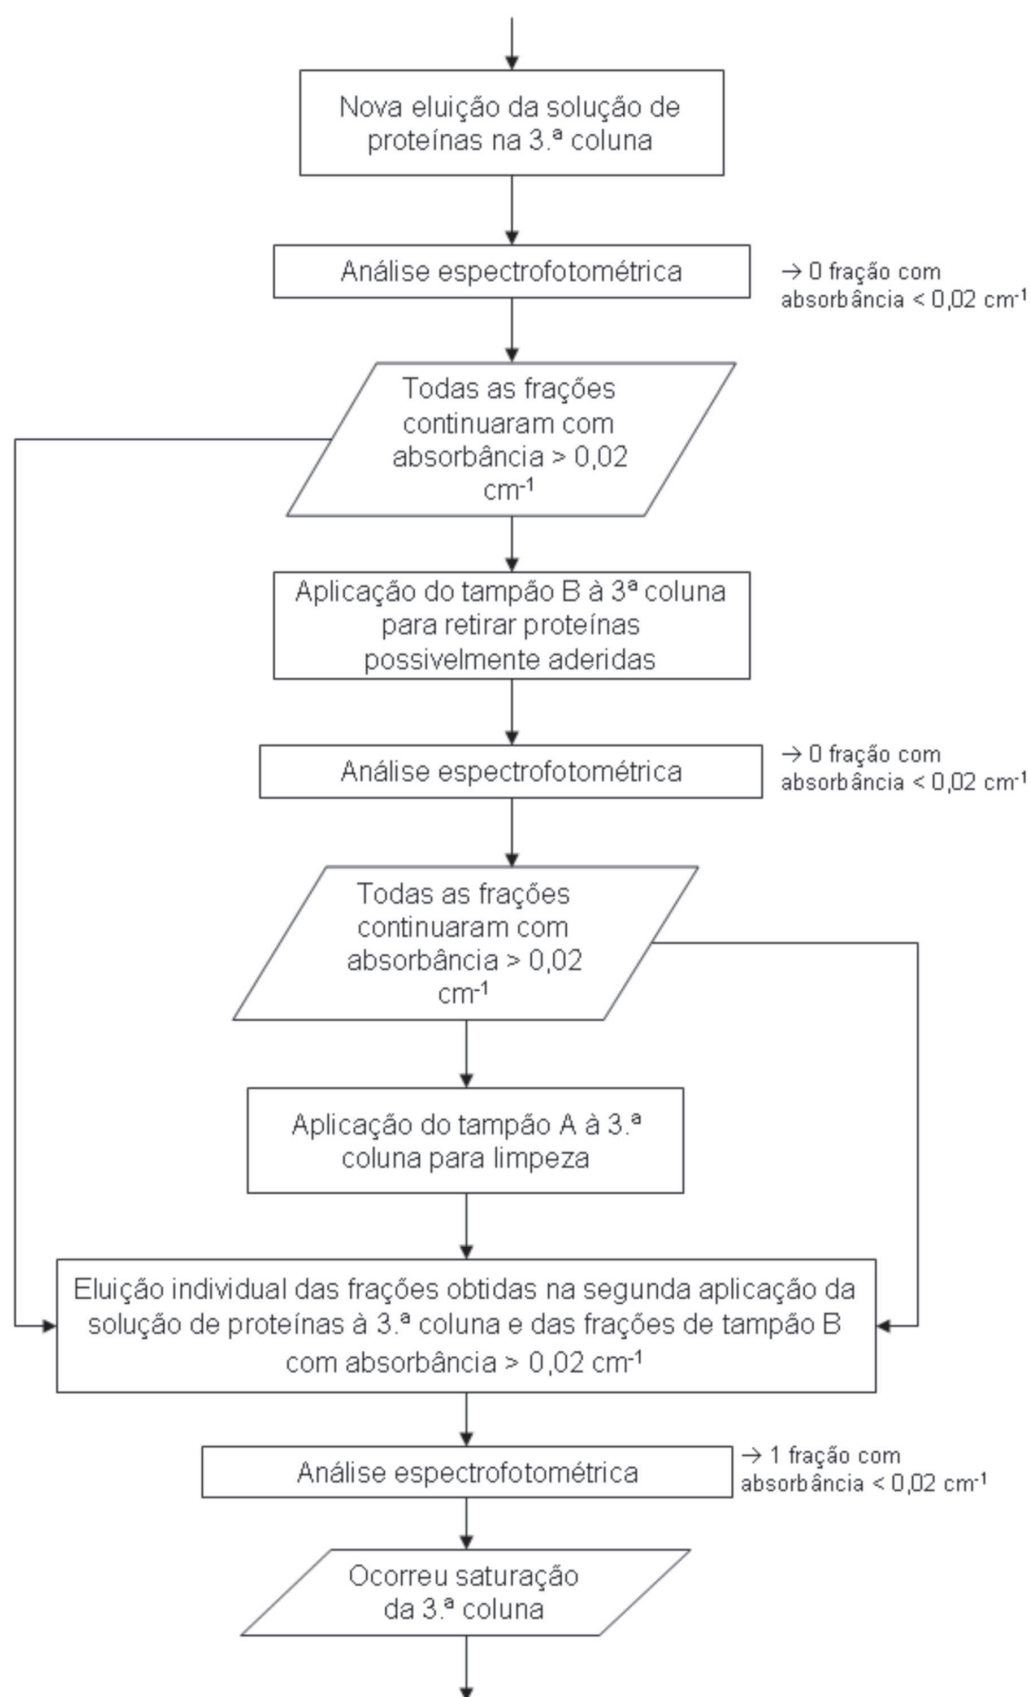 Nova eluição da solução de
proteínas na 3.ª coluna
Análise espectrofotométrica
→ 0 fração com
absorbância < 0,02 cm⁻¹
Todas as frações
continuaram com
absorbância > 0,02
cm⁻¹
Aplicação do tampão B à 3ª coluna
para retirar proteínas
possivelmente aderidas
Análise espectrofotométrica
→ 0 fração com
absorbância < 0,02 cm⁻¹
Todas as frações
continuaram com
absorbância > 0,02
cm⁻¹
Aplicação do tampão A à 3.ª
coluna para limpeza
Eluição individual das frações obtidas na segunda aplicação da
solução de proteínas à 3.ª coluna e das frações de tampão B
com absorbância > 0,02 cm⁻¹
Análise espectrofotométrica
→ 1 fração com
absorbância < 0,02 cm⁻¹
Ocorreu saturação
da 3.ª coluna